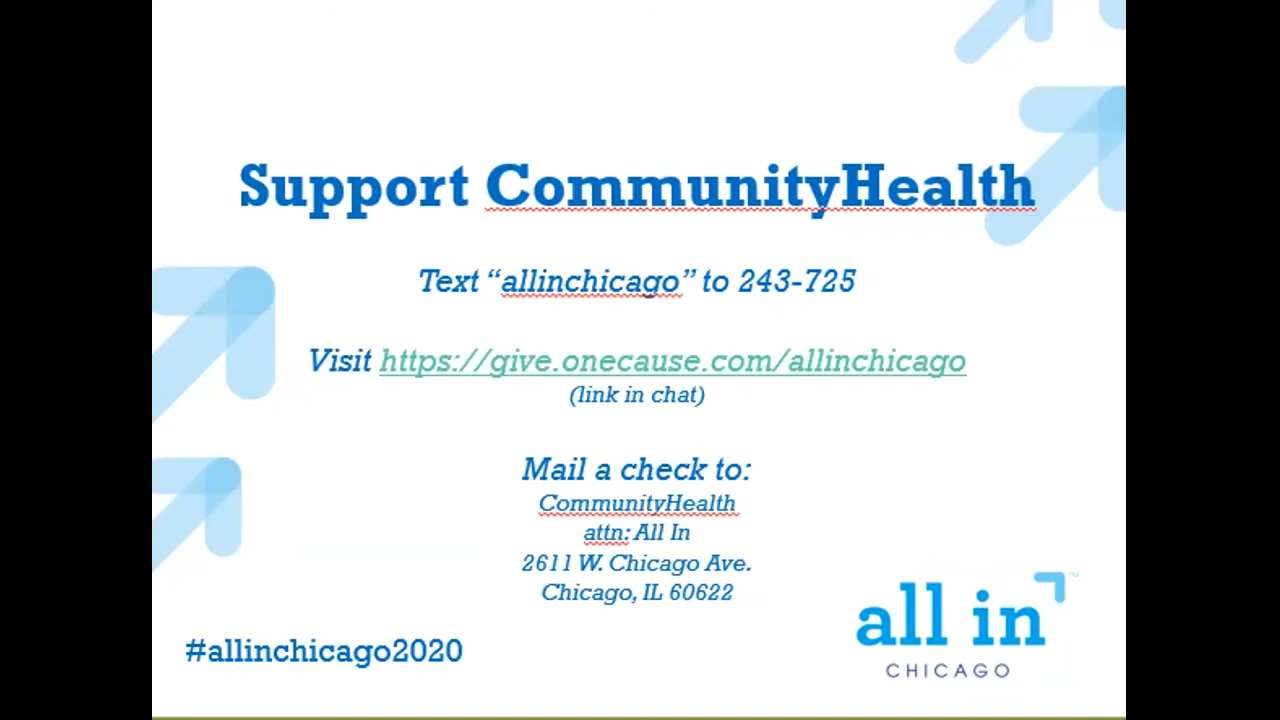 Support CommunityHealth
Text “allinchicago” to 243-725
Visit https://give.onecause.com/allinchicago
(link in chat)
Mail a check to:
CommunityHealth
attn: All In
2611 W. Chicago Ave.
Chicago, IL 60622
#allinchicago2020
all in
CHICAGO